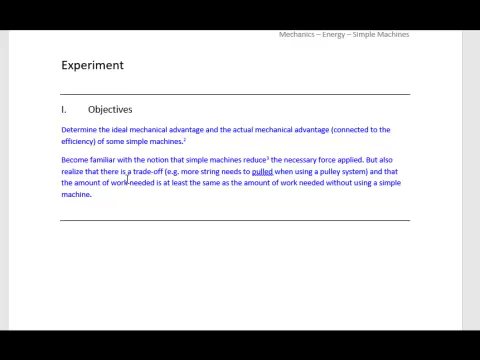 Mechanics – Energy – Simple Machines
Experiment
I. Objectives
Determine the ideal mechanical advantage and the actual mechanical advantage (connected to the
efficiency) of some simple machines.²
Become familiar with the notion that simple machines reduce³ the necessary force applied. But also
realize that there is a trade-off (e.g. more string needs to pulled when using a pulley system) and that
the amount of work needed is at least the same as the amount of work needed without using a simple
machine.